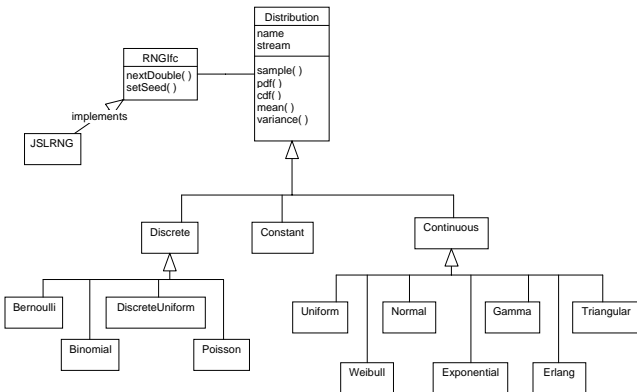 Distribution
name
stream
sample( )
pdf( )
cdf( )
mean( )
variance( )
RNGIfc
nextDouble( )
setSeed( )
implements
JSLRNG
Discrete
Constant
Continuous
Bernoulli
DiscreteUniform
Binomial
Poisson
Uniform
Normal
Gamma
Triangular
Weibull
Exponential
Erlang